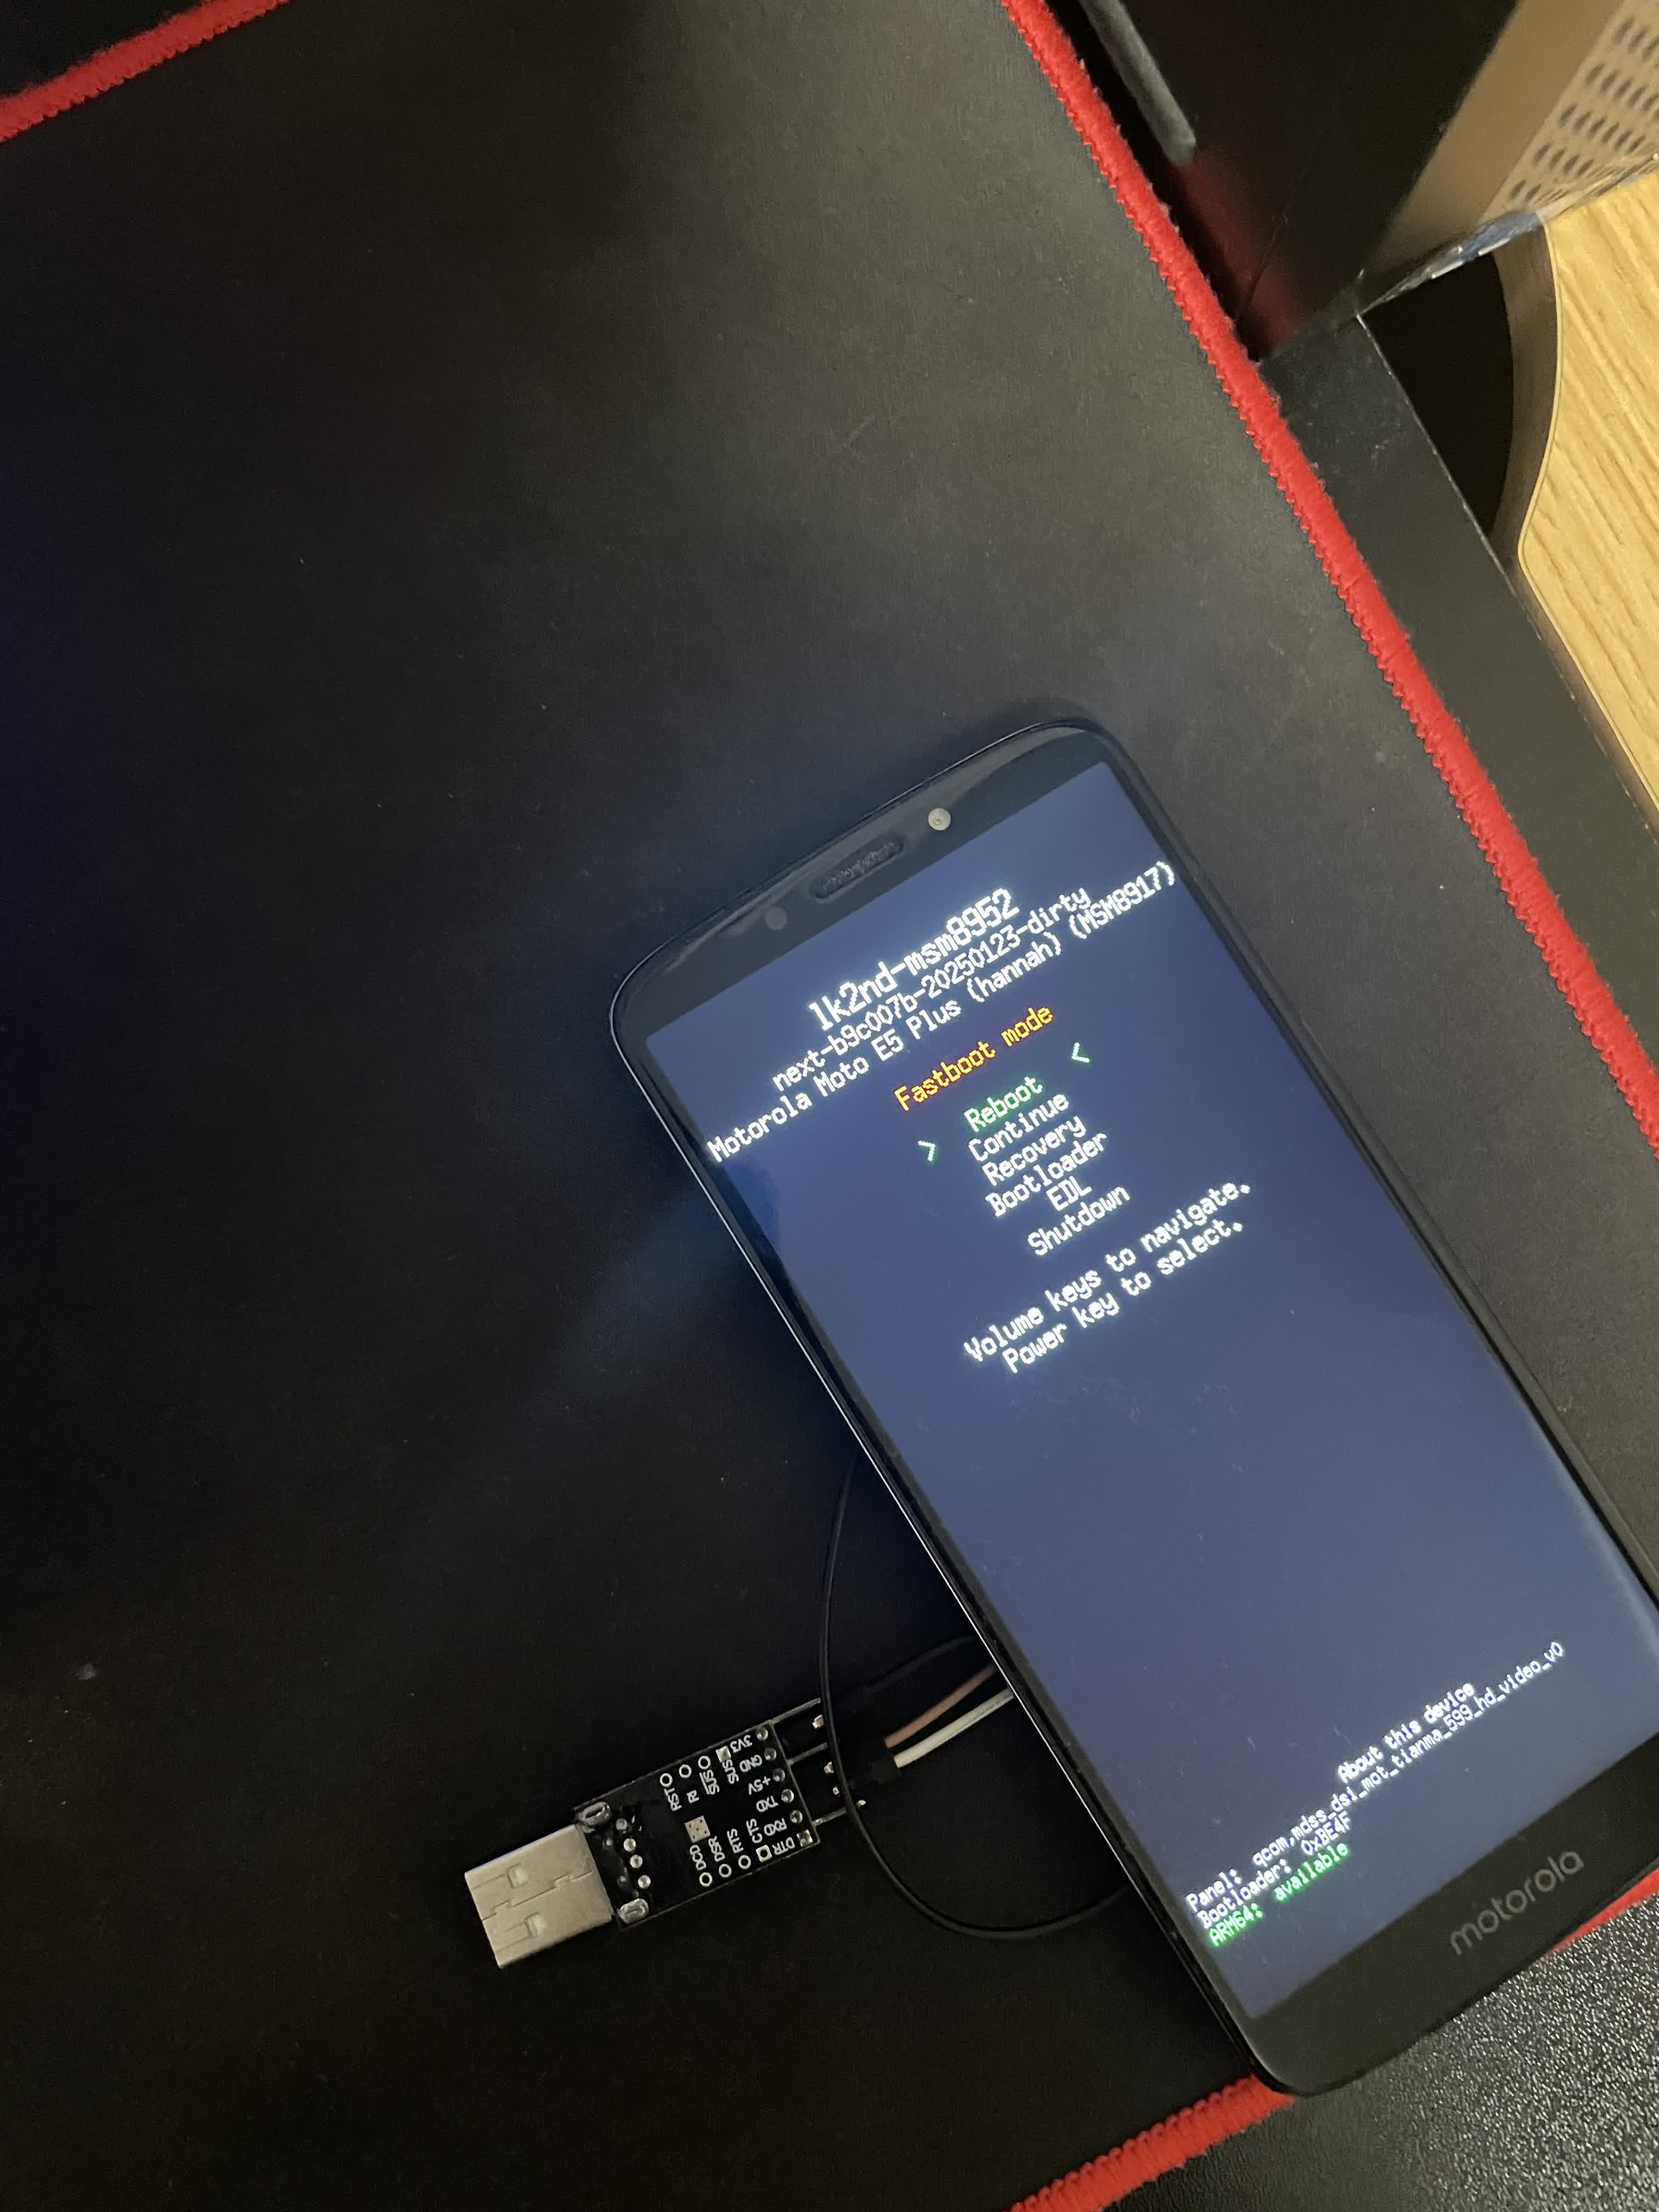 lk2nd-msm8952
next-b9c007b-20250123-dirty
Motorola Moto E5 Plus (hannah) (MSM8917)
Fastboot mode
> Reboot <
Continue
Recovery
Bootloader
EDL
Shutdown
Volume keys to navigate.
Power key to select.
About this device
Panel: qcom,mdss_dsi_mot_tianma_599_hd_video_v0
Bootloader: 0xBE4F
ARM64: available
motorola
3V3
GND
+5V
TXD
RXD
DTR
SUS
SUS
RI
RST
CTS
RTS
DSR
DCD